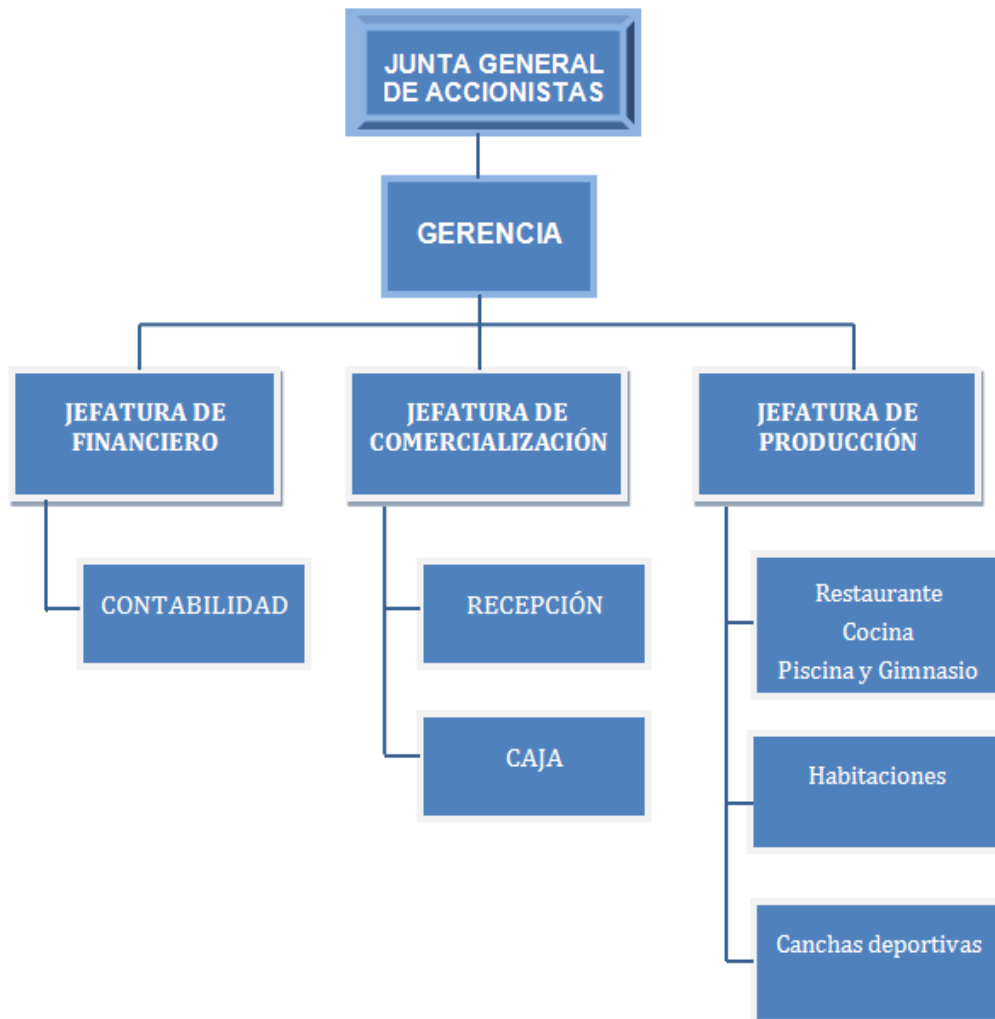 JUNTA GENERAL
DE ACCIONISTAS
GERENCIA
JEFATURA DE
FINANCIERO
JEFATURA DE
COMERCIALIZACIÓN
JEFATURA DE
PRODUCCIÓN
CONTABILIDAD
RECEPCIÓN
CAJA
Restaurante
Cocina
Piscina y Gimnasio
Habitaciones
Canchas deportivas